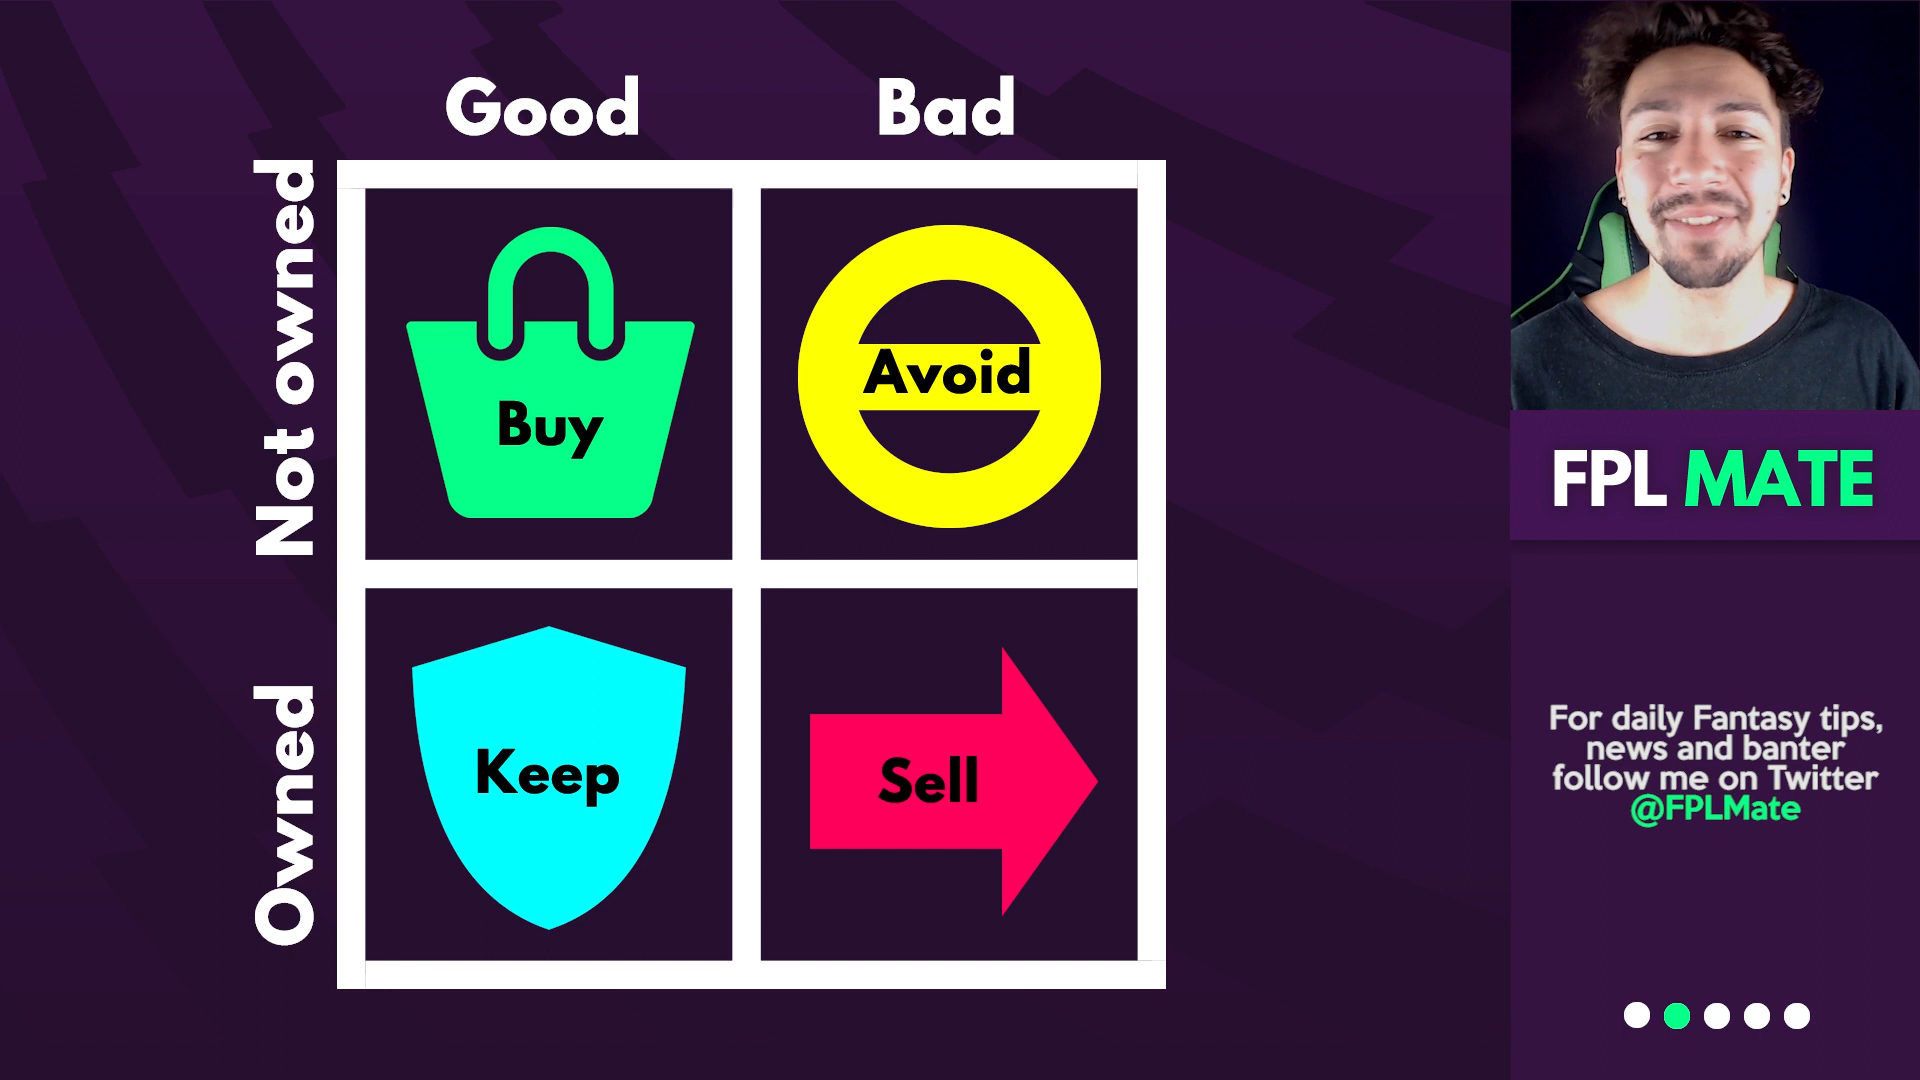 Good
Bad
Not owned
Buy
Avoid
Owned
Keep
Sell
FPL MATE
For daily Fantasy tips,
news and banter
follow me on Twitter
@FPLMate